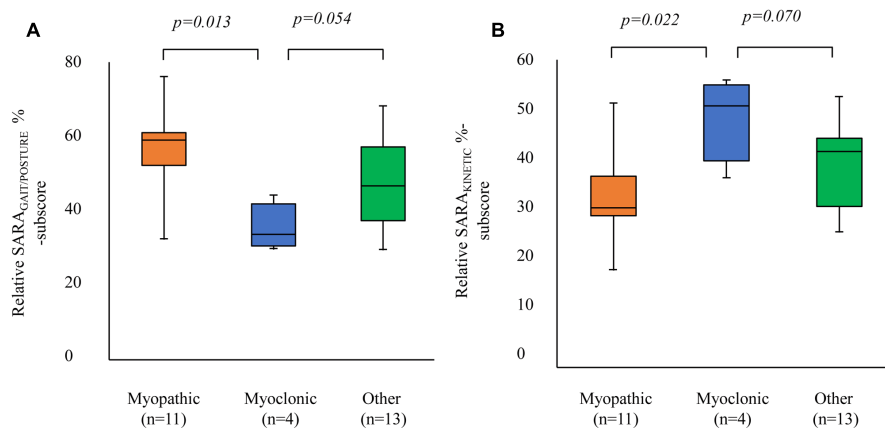 A
p=0.013
p=0.054
80
60
40
20
0
Relative SARAGAIT/POSTURE %
-subscore
Myopathic
(n=11)
Myoclonic
(n=4)
Other
(n=13)
B
p=0.022
p=0.070
60
50
40
30
20
10
0
Relative SARAKINETIC %-
subscore
Myopathic
(n=11)
Myoclonic
(n=4)
Other
(n=13)